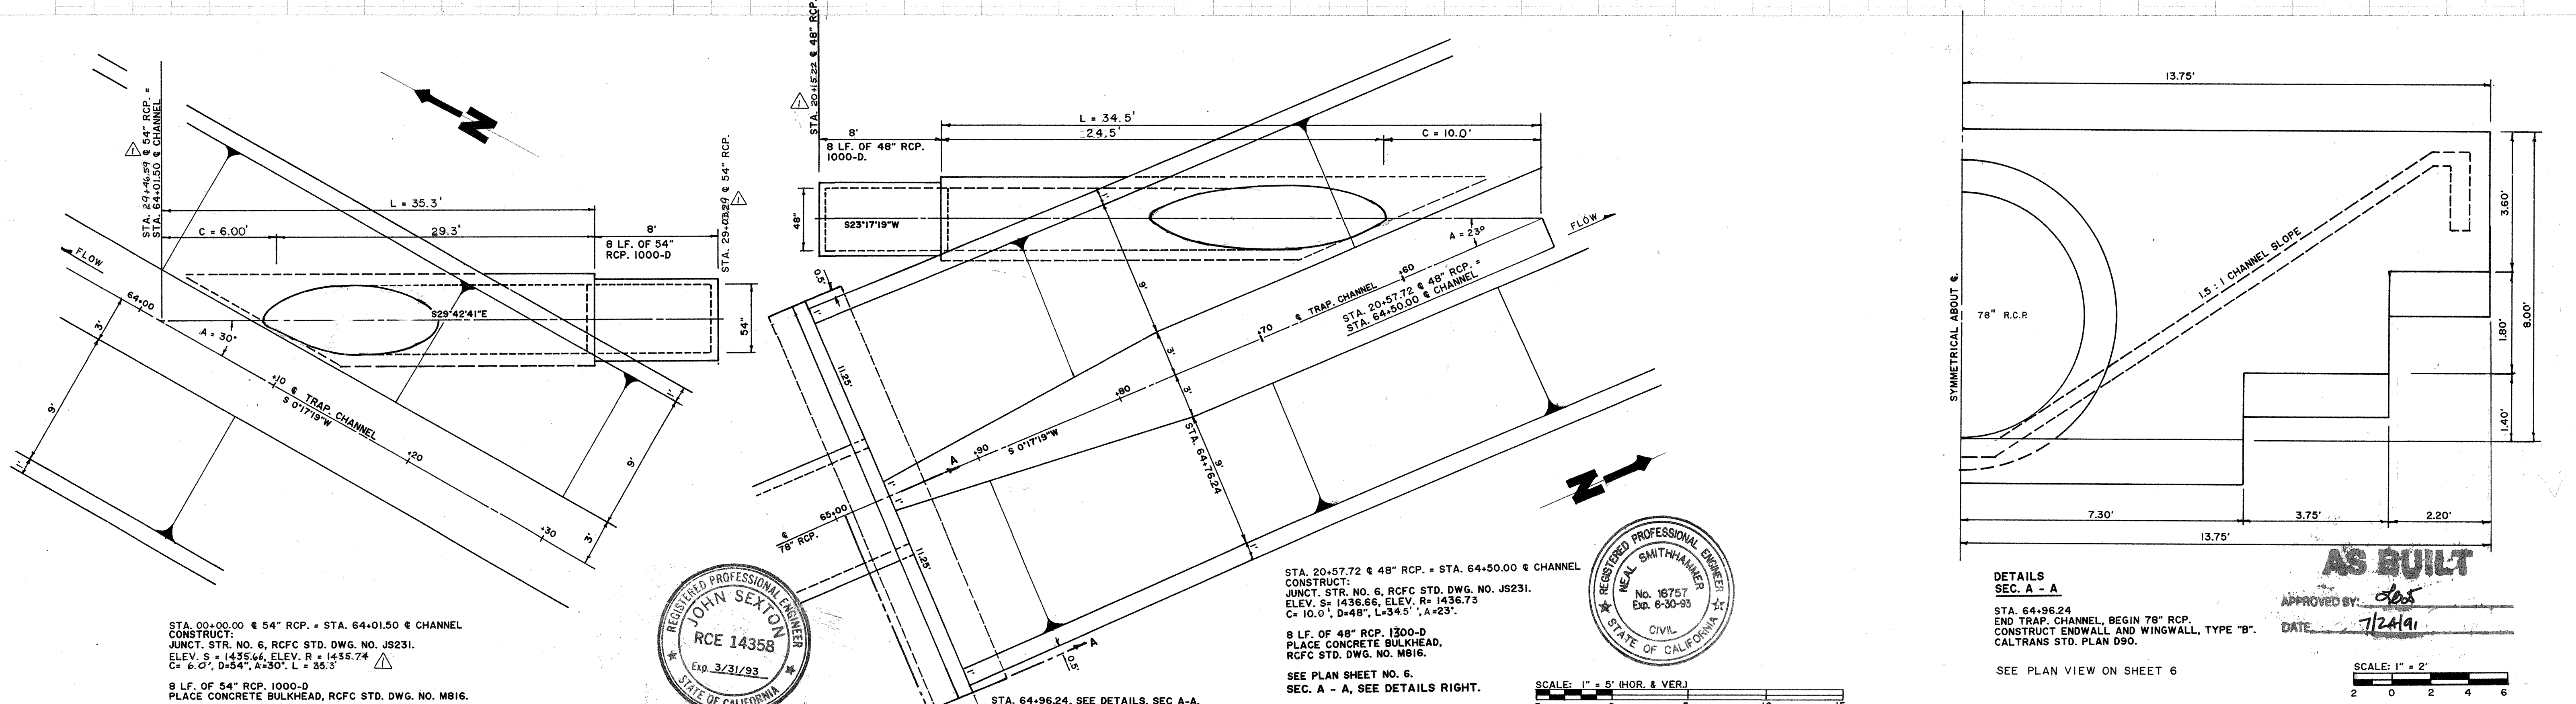 STA. 29+46.59 ℄ 54" RCP. =
STA. 64+01.50 ℄ CHANNEL
1
N
L = 35.3'
C = 6.00'
29.3'
8'
8 LF. OF 54"
RCP. 1000-D
STA. 29+03.29 ℄ 54" RCP.
1
FLOW
64+00
A = 30°
S29°42'41"E
54"
3'
9'
1'
+10
℄ TRAP. CHANNEL
S 0°17'19"W
+20
+30
1'
9'
3'
STA. 00+00.00 ℄ 54" RCP = STA. 64+01.50 ℄ CHANNEL
CONSTRUCT:
JUNCT. STR. NO. 6, RCFC STD. DWG. NO. JS231.
ELEV. S = 1435.66, ELEV. R = 1435.74
1
C= 6.0', D=54", A=30°. L = 35.3'
8 LF. OF 54" RCP. 1000-D
PLACE CONCRETE BULKHEAD, RCFC STD. DWG. NO. M816.
REGISTERED PROFESSIONAL ENGINEER
JOHN SEXTON
RCE 14358
Exp. 3/31/93
STATE OF CALIFORNIA
STA. 20+15.22 ℄ 48" RCP.
1
L = 34.5'
8'
24.5'
C = 10.0'
8 LF. OF 48" RCP.
1000-D.
48"
S23°17'19"W
A = 23°
FLOW
0.5'
1'
1'
9'
3'
3'
9'
1'
+60
℄ TRAP. CHANNEL
STA. 20+57.72 ℄ 48" RCP. =
STA. 64+50.00 ℄ CHANNEL
+70
+80
+90
S 0°17'19"W
STA. 64+76.24
11.25'
A
1'
1'
65+00
℄
78" RCP.
11.25'
1'
A
0.5'
N
STA. 64+96.24, SEE DETAILS, SEC A-A.
STA. 20+57.72 ℄ 48" RCP. = STA. 64+50.00 ℄ CHANNEL
CONSTRUCT:
JUNCT. STR. NO. 6, RCFC STD. DWG. NO. JS231.
ELEV. S= 1436.66, ELEV. R= 1436.73
C= 10.0', D=48", L=34.5', A=23°.
8 LF. OF 48" RCP. 1300-D
PLACE CONCRETE BULKHEAD,
RCFC STD. DWG. NO. M816.
SEE PLAN SHEET NO. 6.
SEC. A - A, SEE DETAILS RIGHT.
REGISTERED PROFESSIONAL ENGINEER
NEAL SMITHHAMMER
No. 16757
Exp. 6-30-93
CIVIL
STATE OF CALIFORNIA
SCALE: 1" = 5' (HOR. & VER.)
13.75'
SYMMETRICAL ABOUT ℄.
78" R.C.P.
1.5 : 1 CHANNEL SLOPE
3.60'
1.80'
8.00'
1.40'
7.30'
3.75'
2.20'
13.75'
DETAILS
SEC. A - A
STA. 64+96.24
END TRAP. CHANNEL, BEGIN 78" RCP.
CONSTRUCT ENDWALL AND WINGWALL, TYPE "B".
CALTRANS STD. PLAN D90.
SEE PLAN VIEW ON SHEET 6
AS BUILT
APPROVED BY:
DATE 7/24/91
SCALE: 1" = 2'
2 0 2 4 6